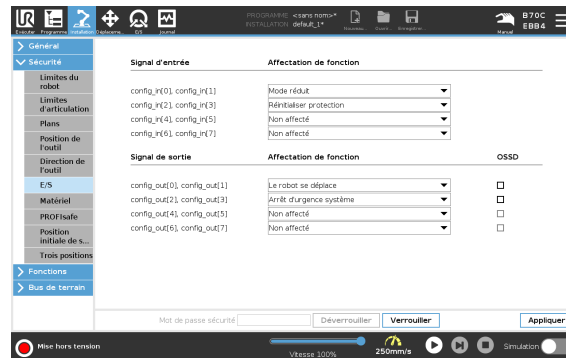 PROGRAMME <sans nom>*
INSTALLATION default_1*
Exécuter Programme Installation Déplaceme... E/S Journal
Nouveau... Ouvrir... Enregistrer...
Manuel
B70C
EBB4
Général
Sécurité
Limites du
robot
Limites
d'articulation
Plans
Position de
l'outil
Direction de
l'outil
E/S
Matériel
PROFIsafe
Position
initiale de s...
Trois positions
Fonctions
Bus de terrain
Signal d'entrée Affectation de fonction
config_in[0], config_in[1] Mode réduit
config_in[2], config_in[3] Réinitialiser protection
config_in[4], config_in[5] Non affecté
config_in[6], config_in[7] Non affecté
Signal de sortie Affectation de fonction OSSD
config_out[0], config_out[1] Le robot se déplace
config_out[2], config_out[3] Arrêt d'urgence système
config_out[4], config_out[5] Non affecté
config_out[6], config_out[7] Non affecté
Mot de passe sécurité Déverrouiller Verrouiller Appliquer
Mise hors tension
Vitesse 100%
250mm/s
Simulation